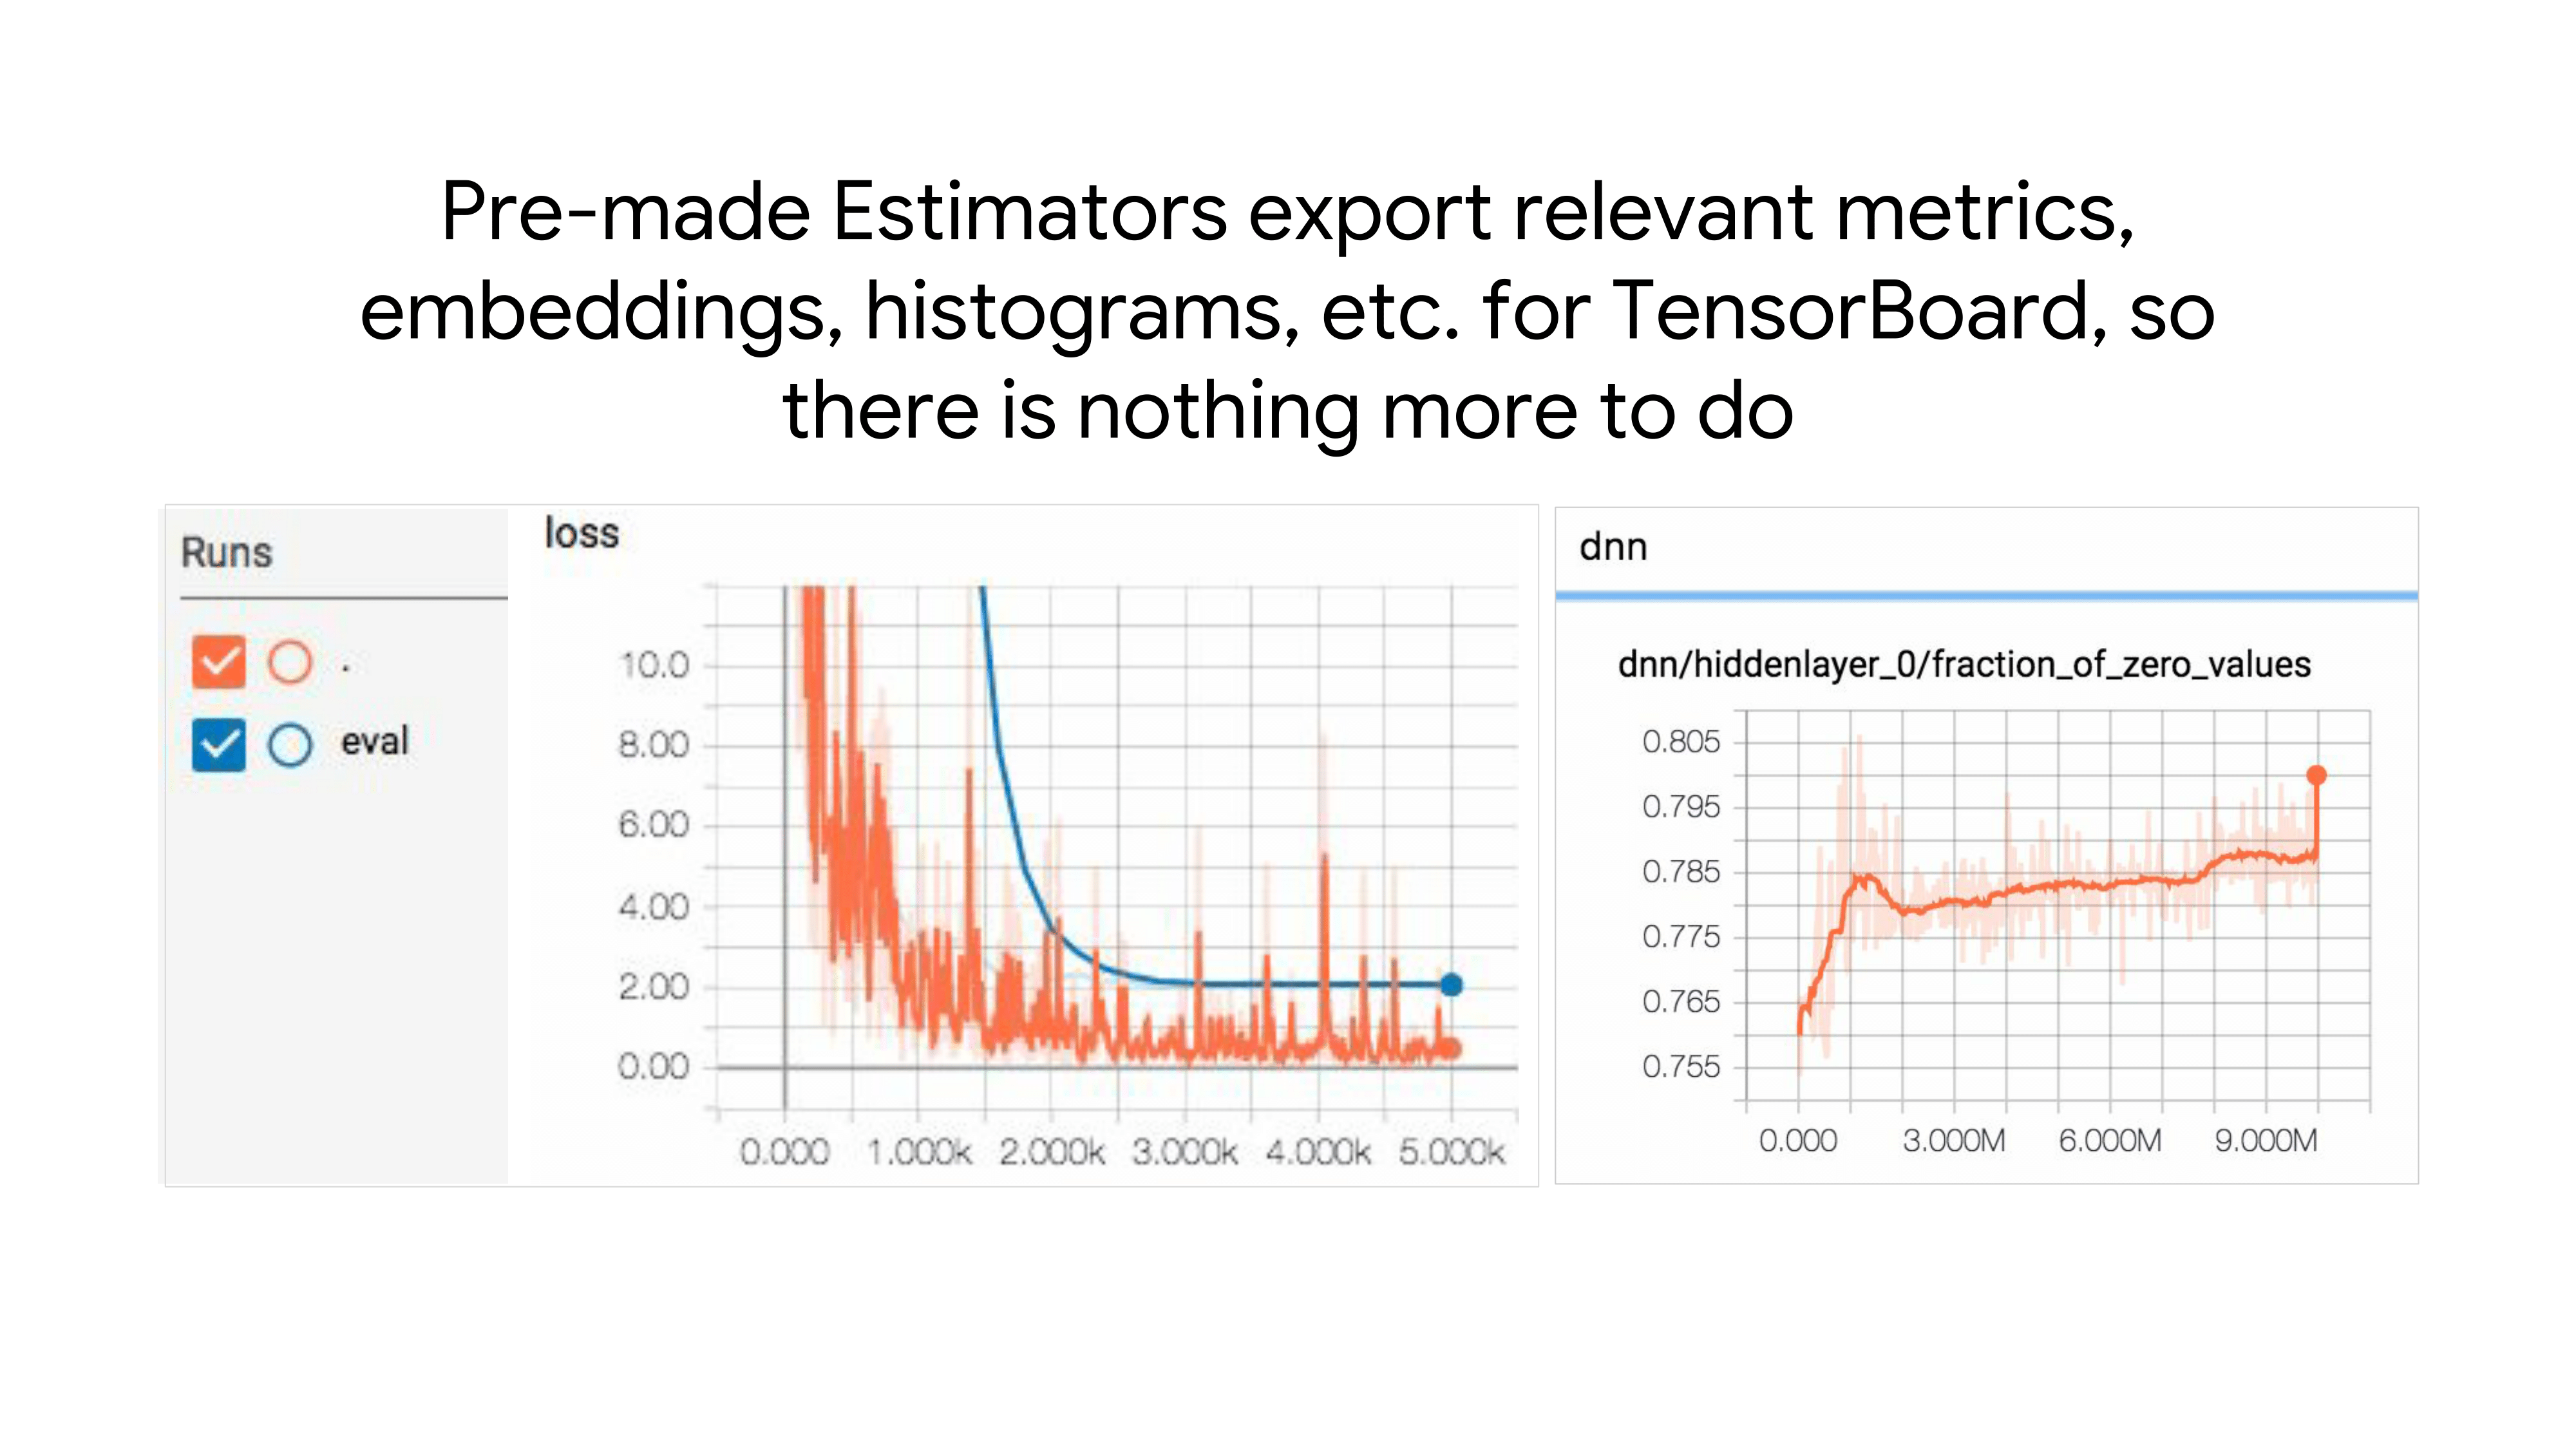 Pre-made Estimators export relevant metrics,
embeddings, histograms, etc. for TensorBoard, so
there is nothing more to do
Runs
.
eval
loss
10.0
8.00
6.00
4.00
2.00
0.00
0.000 1.000k 2.000k 3.000k 4.000k 5.000k
dnn
dnn/hiddenlayer_0/fraction_of_zero_values
0.805
0.795
0.785
0.775
0.765
0.755
0.000 3.000M 6.000M 9.000M